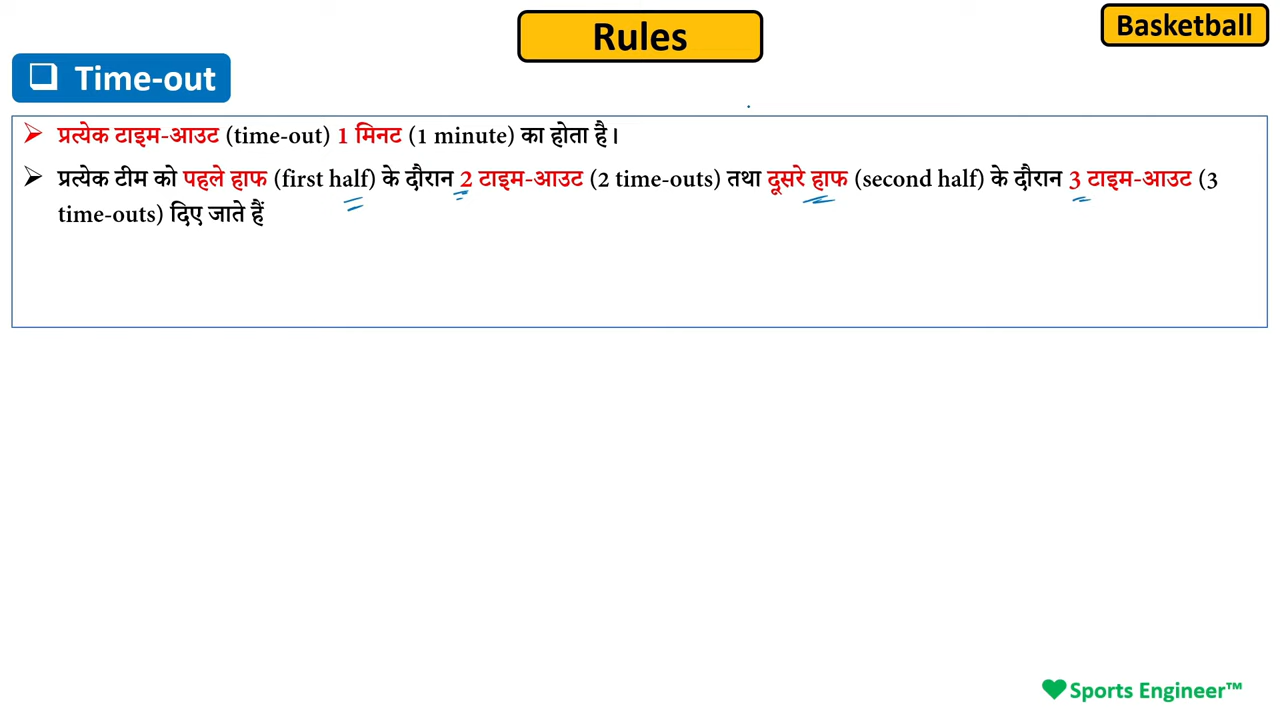 Rules
Basketball
Time-out
प्रत्येक टाइम-आउट (time-out) 1 मिनट (1 minute) का होता है।
प्रत्येक टीम को पहले हाफ (first half) के दौरान 2 टाइम-आउट (2 time-outs) तथा दूसरे हाफ (second half) के दौरान 3 टाइम-आउट (3
time-outs) दिए जाते हैं
Sports Engineer™